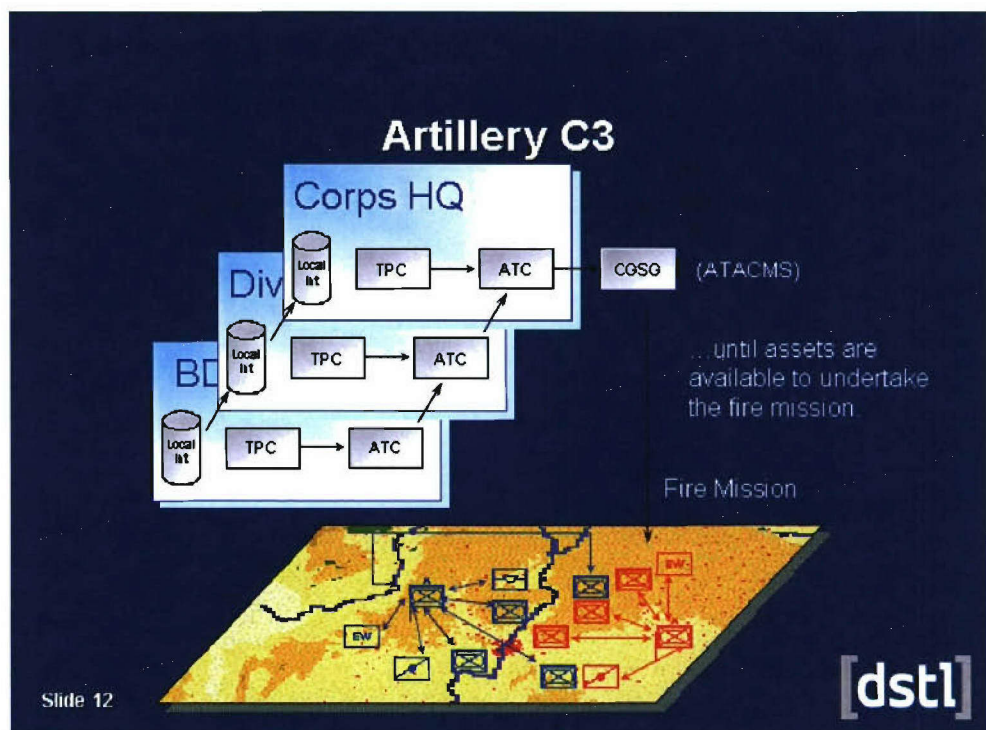 Artillery C3
Corps HQ
Local Int
TPC
ATC
CGSG
(ATACMS)
Div
Local Int
TPC
ATC
...until assets are
available to undertake
the fire mission.
BD
Local Int
TPC
ATC
Fire Mission
EW
EW
Slide 12
[dstl]